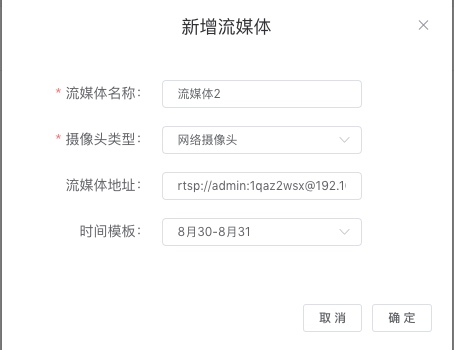 新增流媒体
* 流媒体名称： 流媒体2
* 摄像头类型： 网络摄像头
流媒体地址： rtsp://admin:1qaz2wsx@192.1
时间模板： 8月30-8月31
取 消 确 定